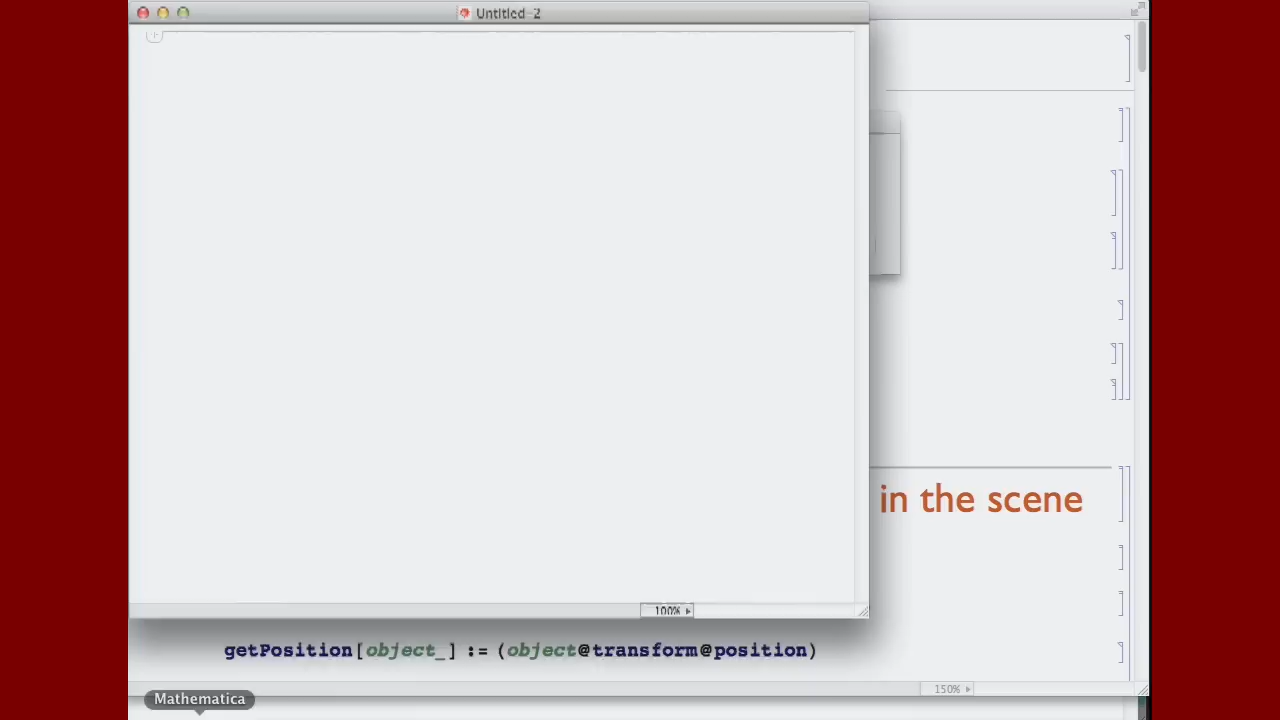 Untitled-2
in the scene
100%
getPosition[object_] := (object@transform@position)
150%
Mathematica